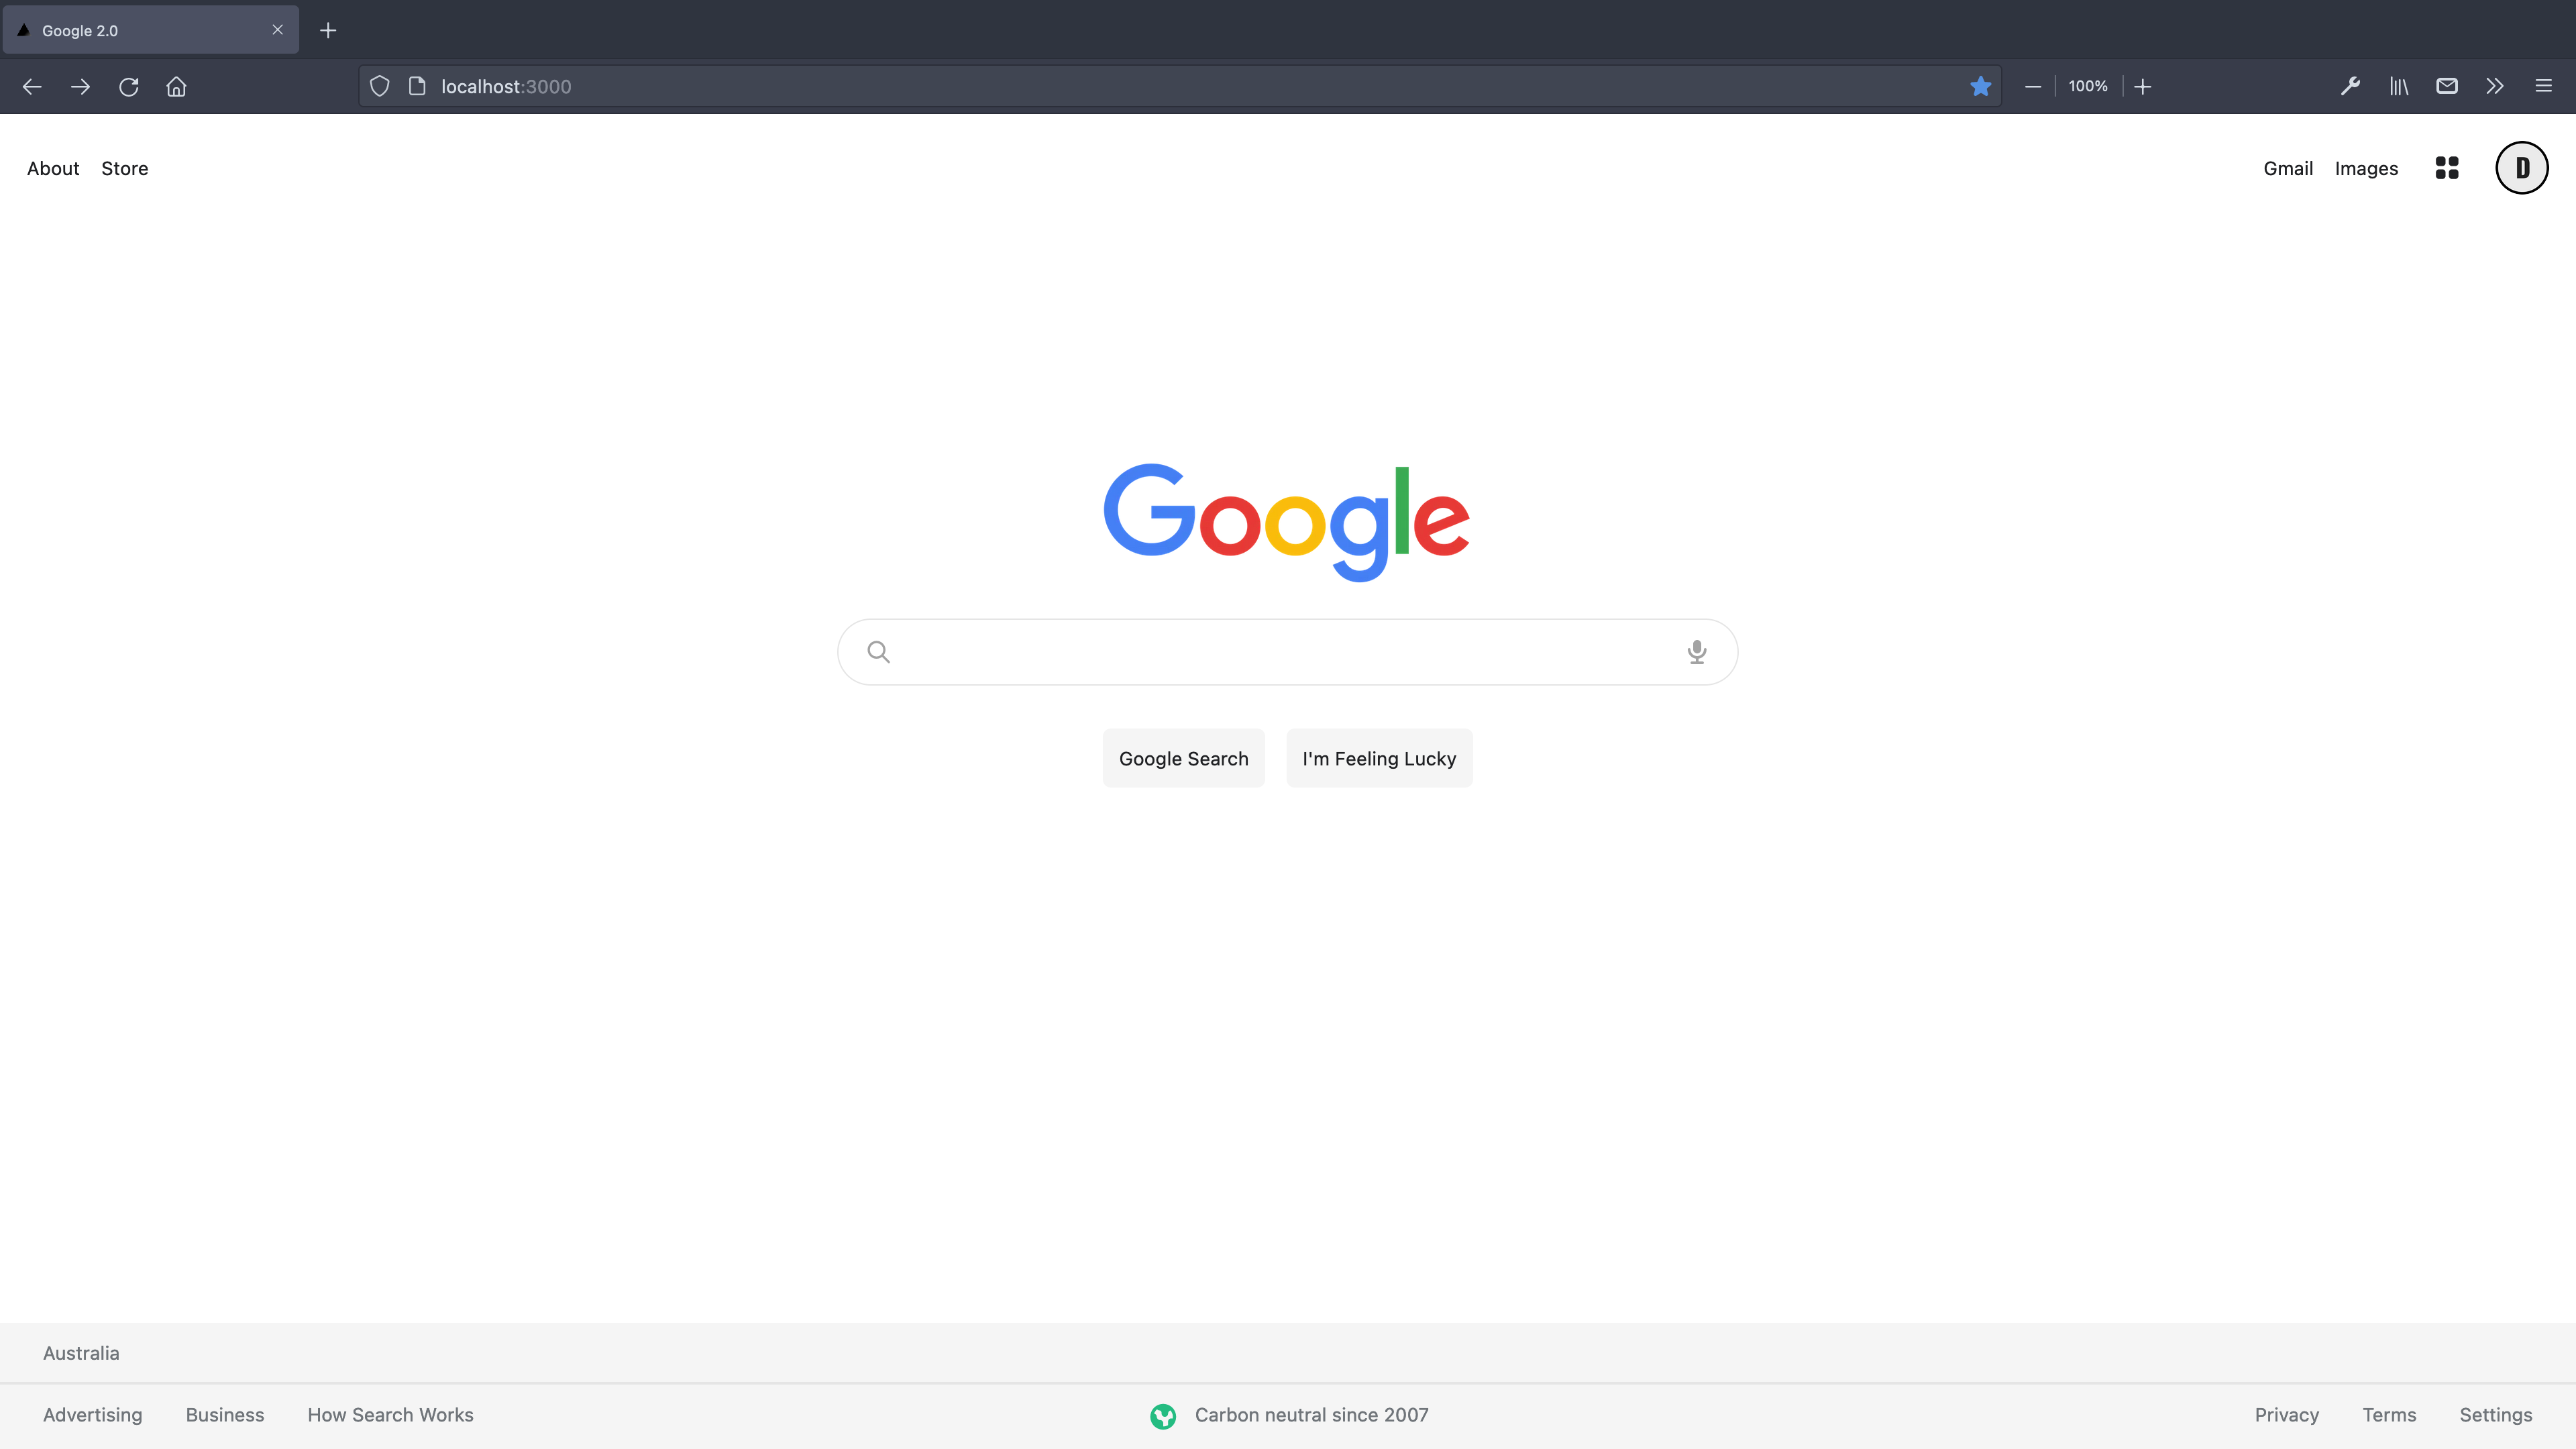 Google 2.0
localhost:3000
100%
About Store
Gmail Images
D
Google
Google Search
I'm Feeling Lucky
Australia
Advertising Business How Search Works
Carbon neutral since 2007
Privacy Terms Settings